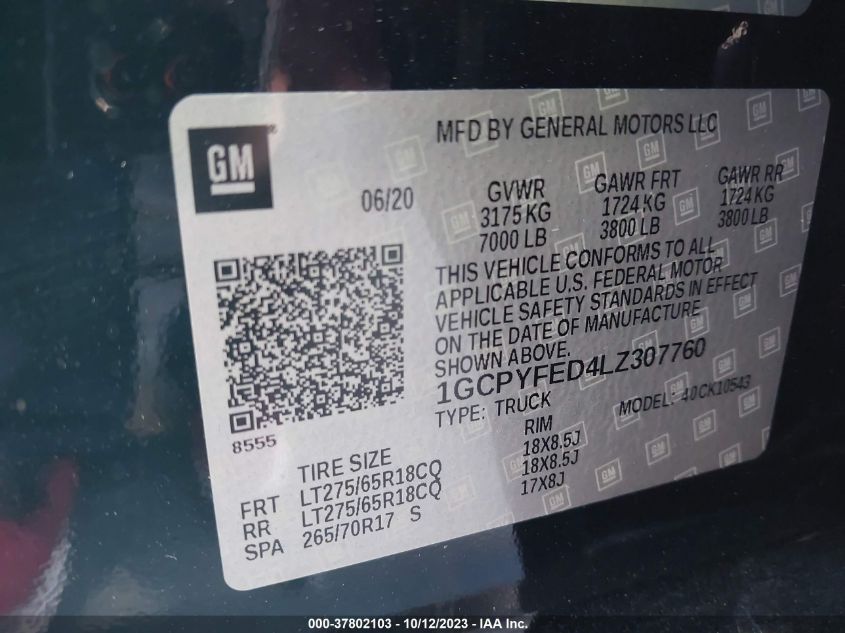 GM
MFD BY GENERAL MOTORS LLC
06/20
GVWR GAWR FRT GAWR RR
3175 KG 1724 KG 1724 KG
7000 LB 3800 LB 3800 LB
THIS VEHICLE CONFORMS TO ALL
APPLICABLE U.S. FEDERAL MOTOR
VEHICLE SAFETY STANDARDS IN EFFECT
ON THE DATE OF MANUFACTURE
SHOWN ABOVE.
1GCPYFED4LZ307760
TYPE: TRUCK MODEL: 40CK10543
8555
TIRE SIZE RIM
FRT LT275/65R18CQ 18X8.5J
RR LT275/65R18CQ 18X8.5J
SPA 265/70R17 S 17X8J
000-37802103 - 10/12/2023 - IAA Inc.